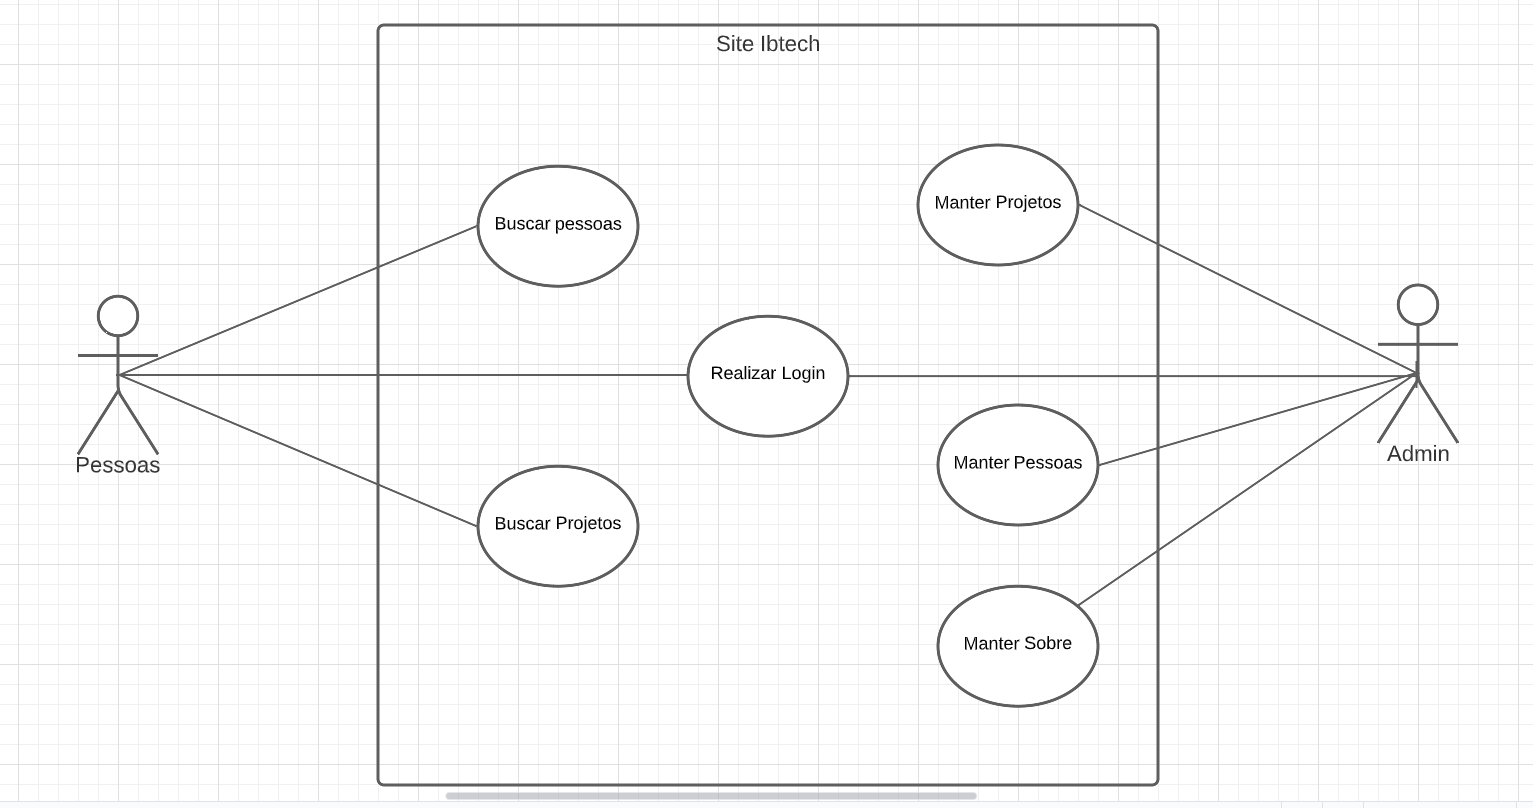 Site Ibtech
Manter Projetos
Buscar pessoas
Realizar Login
Pessoas
Manter Pessoas
Admin
Buscar Projetos
Manter Sobre